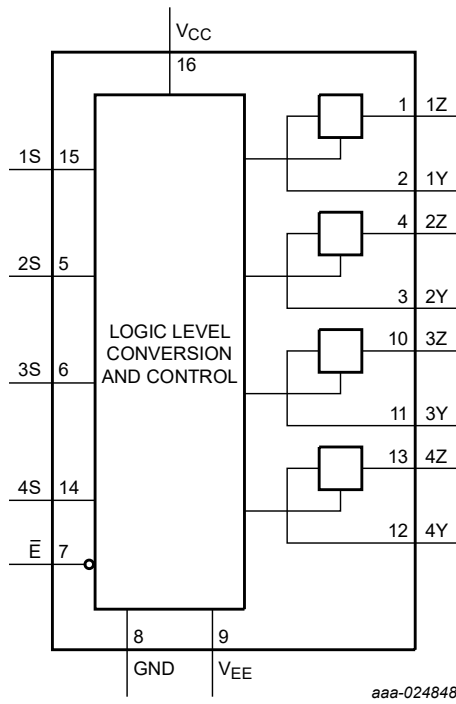 VCC
16
1 1Z
1S 15
2 1Y
4 2Z
2S 5
3 2Y
LOGIC LEVEL
CONVERSION
AND CONTROL
10 3Z
3S 6
11 3Y
13 4Z
4S 14
12 4Y
E̅ 7
8
9
GND
VEE
aaa-024848